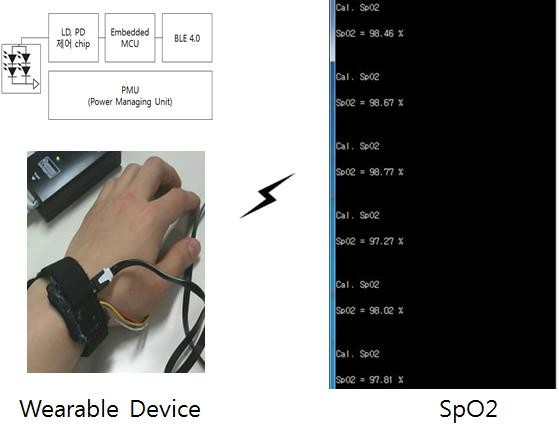 LD, PD
제어 chip
Embedded
MCU
BLE 4.0
PMU
(Power Managing Unit)
Cal. SpO2
SpO2 = 98.46 %
Cal. SpO2
SpO2 = 98.67 %
Cal. SpO2
SpO2 = 98.77 %
Cal. SpO2
SpO2 = 97.27 %
Cal. SpO2
SpO2 = 98.02 %
Cal. SpO2
SpO2 = 97.81 %
Wearable Device
SpO2